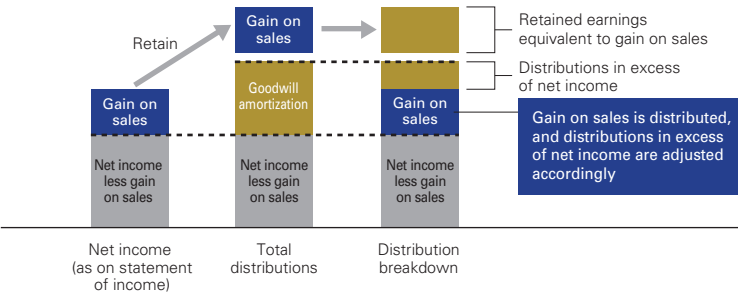 Retain
Gain on
sales
Retained earnings
equivalent to gain on sales
Distributions in excess
of net income
Gain on
sales
Goodwill
amortization
Gain on
sales
Gain on sales is distributed,
and distributions in excess
of net income are adjusted
accordingly
Net income
less gain
on sales
Net income
less gain
on sales
Net income
less gain
on sales
Net income
(as on statement
of income)
Total
distributions
Distribution
breakdown